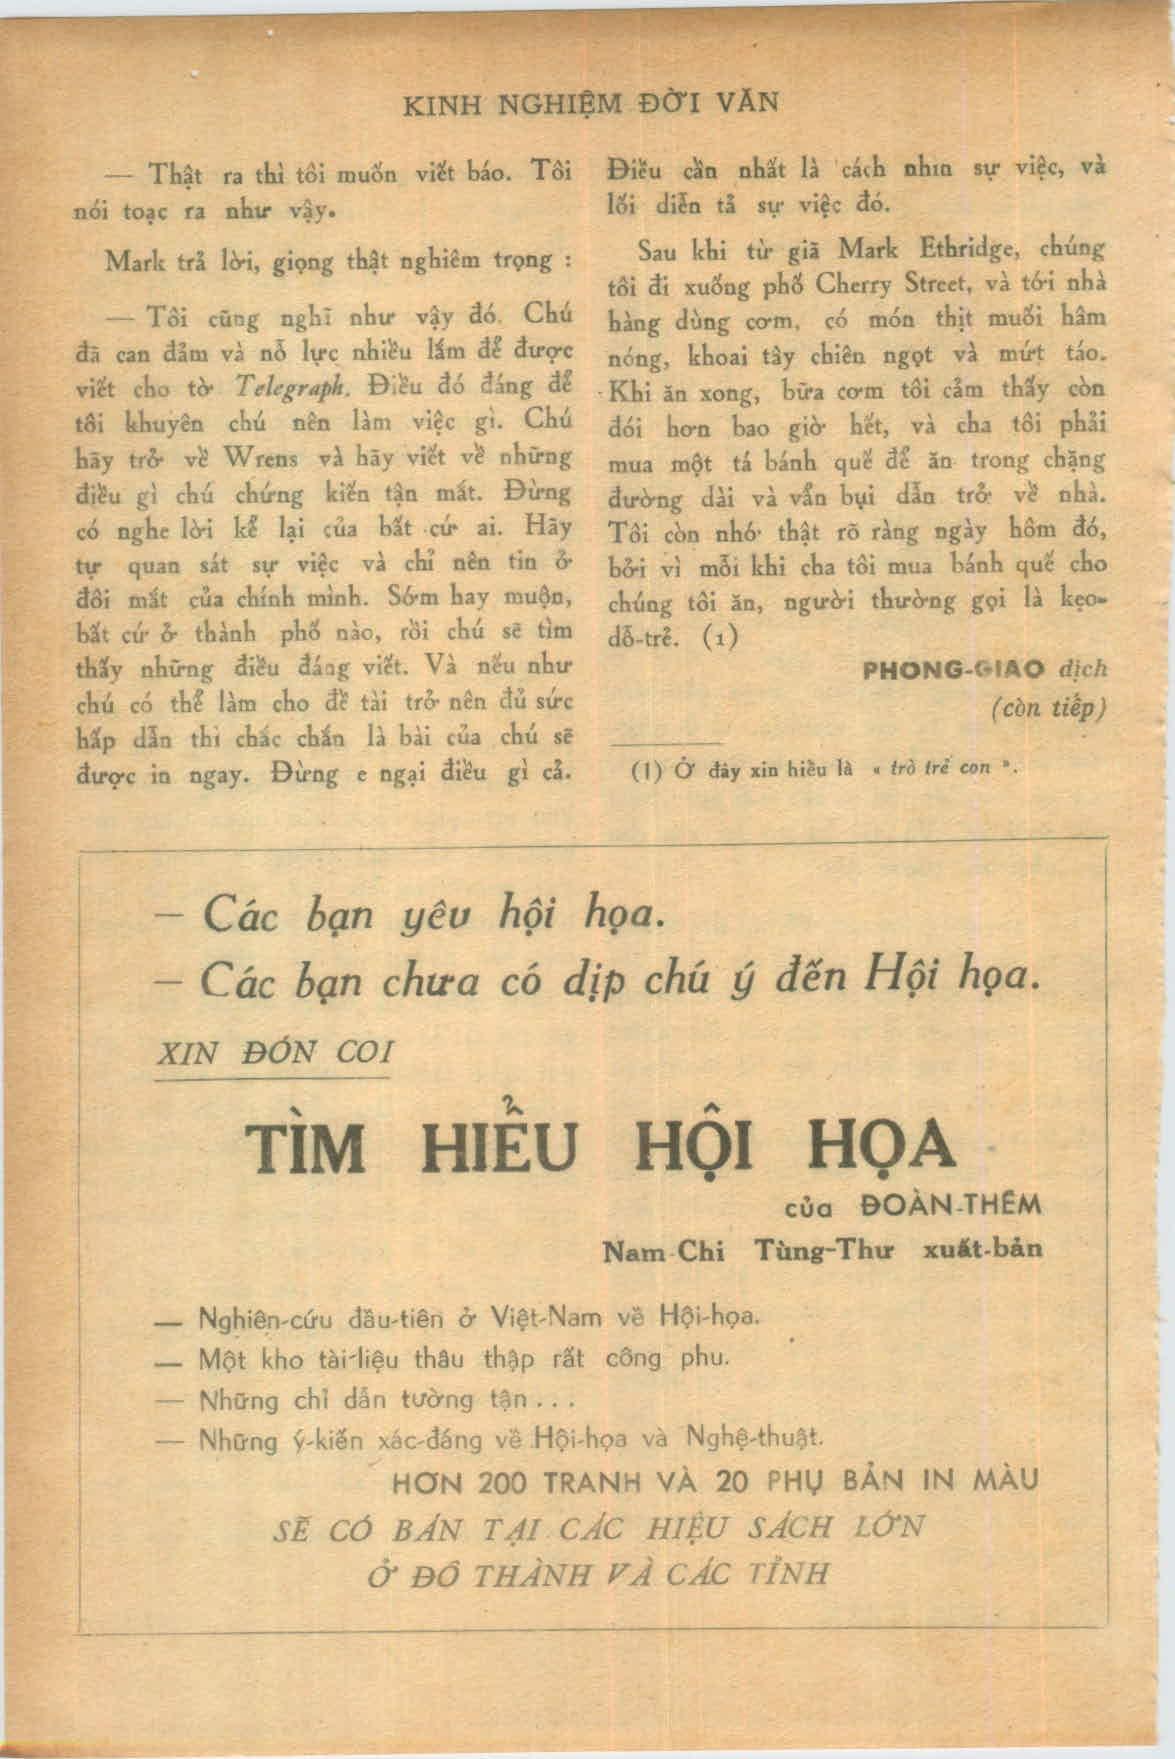 KINH NGHIỆM ĐỜI VĂN
— Thật ra thì tôi muốn viết báo. Tôi
nói toạc ra như vậy.
Mark trả lời, giọng thật nghiêm trọng :
— Tôi cũng nghĩ như vậy đó. Chú
đã can đảm và nỗ lực nhiều lắm để được
viết cho tờ Telegraph. Điều đó đáng để
tôi khuyên chú nên làm việc gì. Chú
hãy trở về Wrens và hãy viết về những
điều gì chú chứng kiến tận mắt. Đừng
có nghe lời kể lại của bất cứ ai. Hãy
tự quan sát sự việc và chỉ nên tin ở
đôi mắt của chính mình. Sớm hay muộn,
bất cứ ở thành phố nào, rồi chú sẽ tìm
thấy những điều đáng viết. Và nếu như
chú có thể làm cho đề tài trở nên đủ sức
hấp dẫn thì chắc chắn là bài của chú sẽ
được in ngay. Đừng e ngại điều gì cả.
Điều cần nhất là cách nhìn sự việc, và
lối diễn tả sự việc đó.
Sau khi từ giã Mark Ethridge, chúng
tôi đi xuống phố Cherry Street, và tới nhà
hàng dùng cơm, có món thịt muối hâm
nóng, khoai tây chiên ngọt và mứt táo.
Khi ăn xong, bữa cơm tôi cảm thấy còn
đói hơn bao giờ hết, và cha tôi phải
mua một tá bánh quế để ăn trong chặng
đường dài và vẩn bụi dẫn trở về nhà.
Tôi còn nhớ thật rõ ràng ngày hôm đó,
bởi vì mỗi khi cha tôi mua bánh quế cho
chúng tôi ăn, người thường gọi là kẹo-
dỗ-trẻ. (1)
PHONG-GIAO dịch
(còn tiếp)
(1) Ở đây xin hiểu là « trò trẻ con ».
— Các bạn yêu hội họa.
— Các bạn chưa có dịp chú ý đến Hội họa.
XIN ĐÓN COI
TÌM HIỂU HỘI HỌA
của ĐOÀN-THÊM
Nam-Chi Tùng-Thư xuất-bản
— Nghiên-cứu đầu-tiên ở Việt-Nam về Hội-họa.
— Một kho tài-liệu thâu thập rất công phu.
— Những chỉ dẫn tường tận...
— Những ý-kiến xác-đáng về Hội-họa và Nghệ-thuật.
HƠN 200 TRANH VÀ 20 PHỤ BẢN IN MÀU
SẼ CÓ BÁN TẠI CÁC HIỆU SÁCH LỚN
Ở ĐÔ THÀNH VÀ CÁC TỈNH